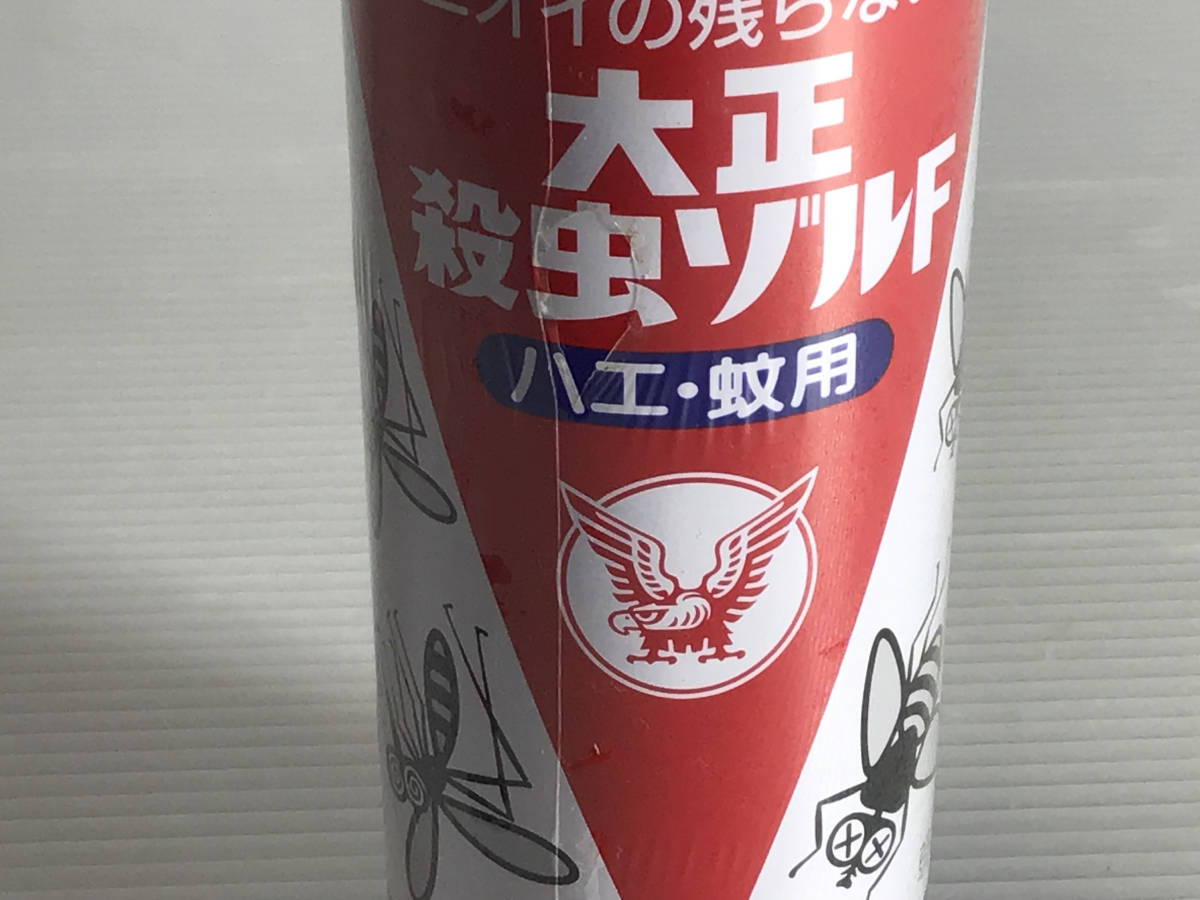 ニオイの残らない
大正
殺虫ゾルF
ハエ・蚊用